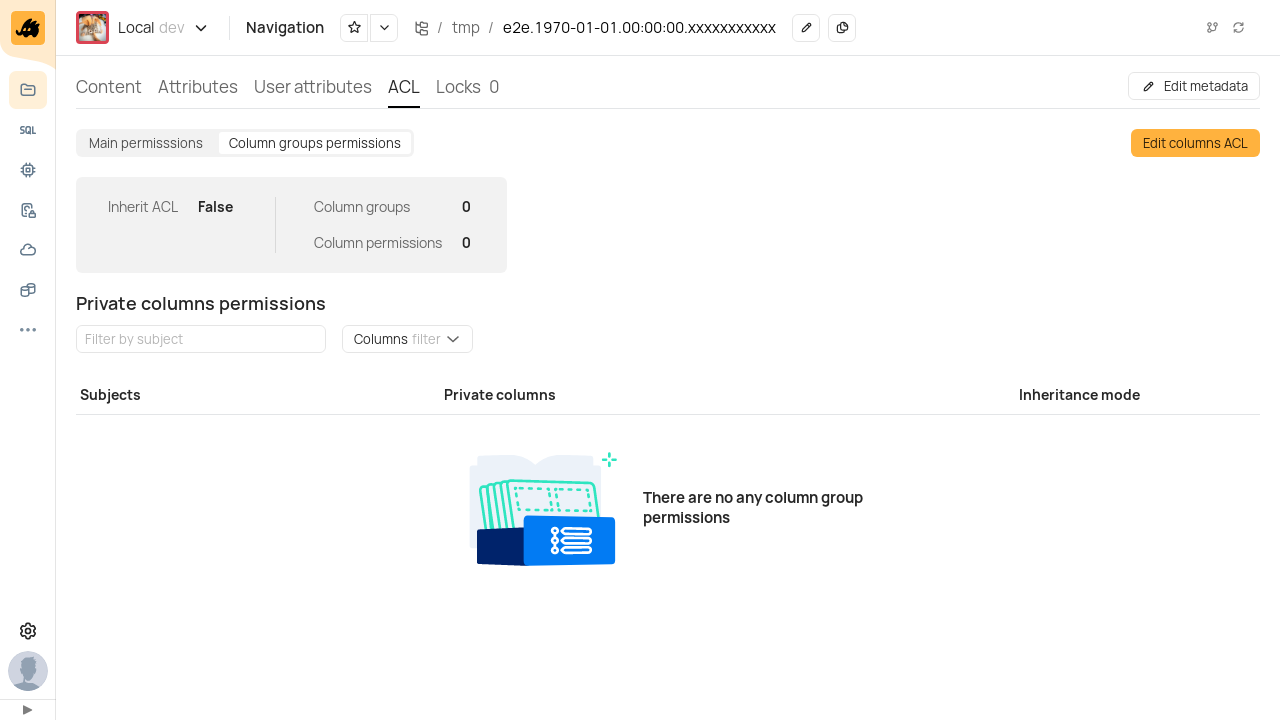 Local dev
Navigation
/ tmp / e2e.1970-01-01.00:00:00.xxxxxxxxxxx
Content Attributes User attributes ACL Locks 0
Edit metadata
SQL
Main permisssions Column groups permissions
Edit columns ACL
Inherit ACL False
Column groups 0
Column permissions 0
Private columns permissions
Filter by subject
Columns filter
Subjects Private columns Inheritance mode
There are no any column group
permissions